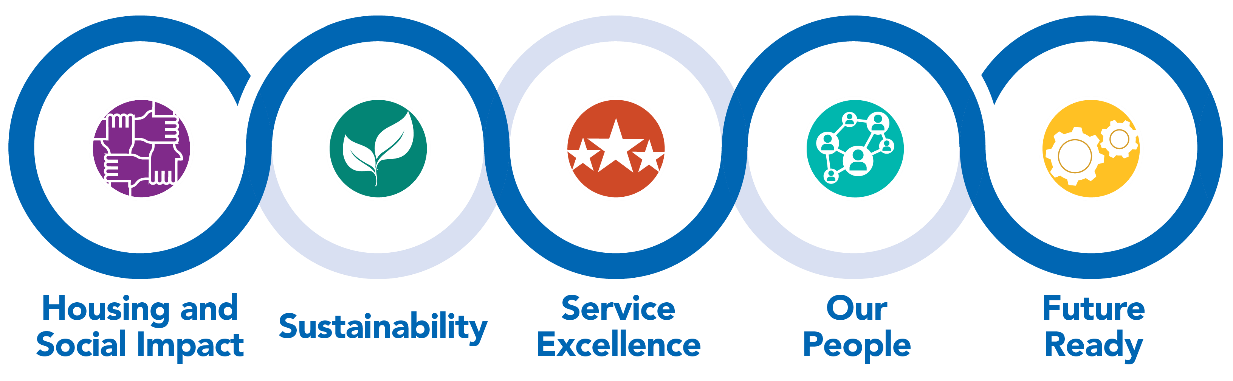 Housing and
Social Impact
Sustainability
Service
Excellence
Our
People
Future
Ready